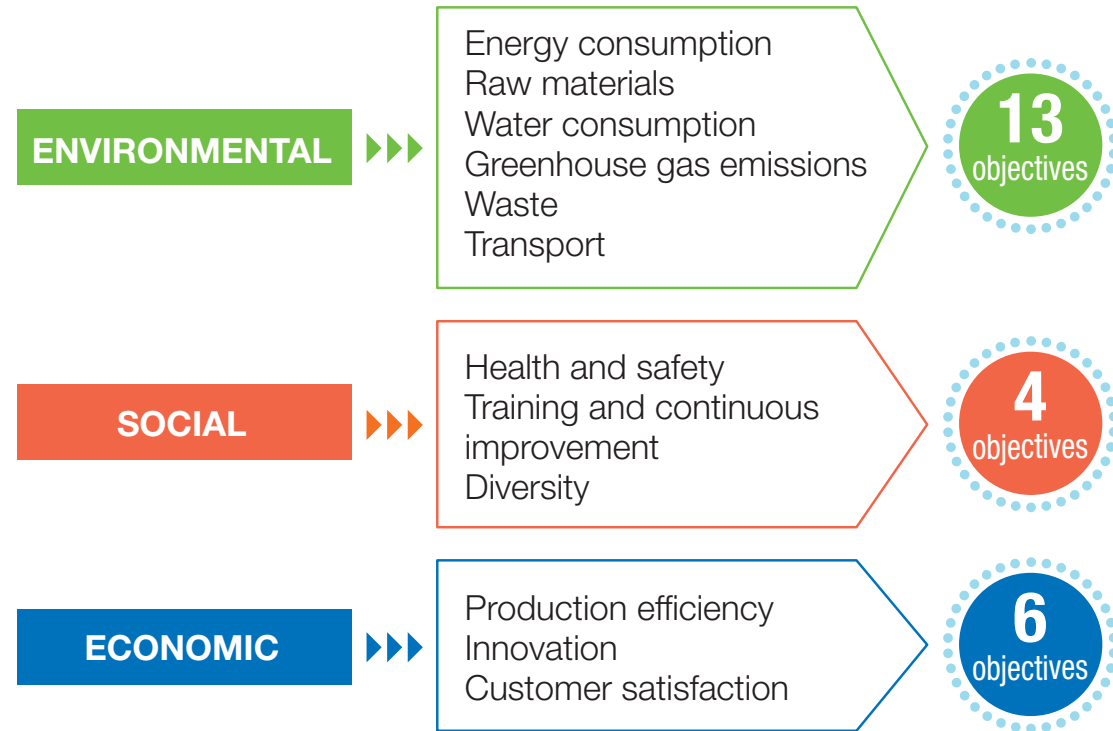 ENVIRONMENTAL
Energy consumption
Raw materials
Water consumption
Greenhouse gas emissions
Waste
Transport
13
objectives
SOCIAL
Health and safety
Training and continuous
improvement
Diversity
4
objectives
ECONOMIC
Production efficiency
Innovation
Customer satisfaction
6
objectives